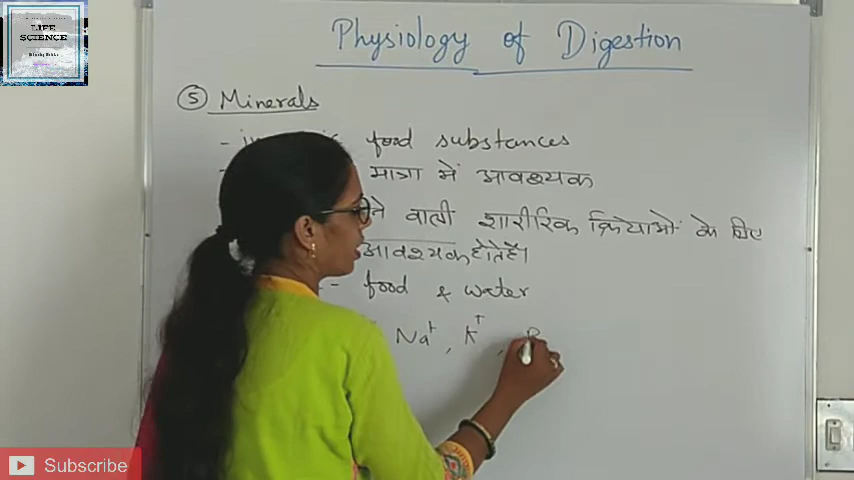 LIFE
SCIENCE
Physiology of Digestion
⑤ Minerals
food substances
मात्रा में आवश्यक
वाली शारीरिक क्रियाओं के लिए
आवश्यक होते हैं।
- food & water
Na⁺, K⁺,
Subscribe